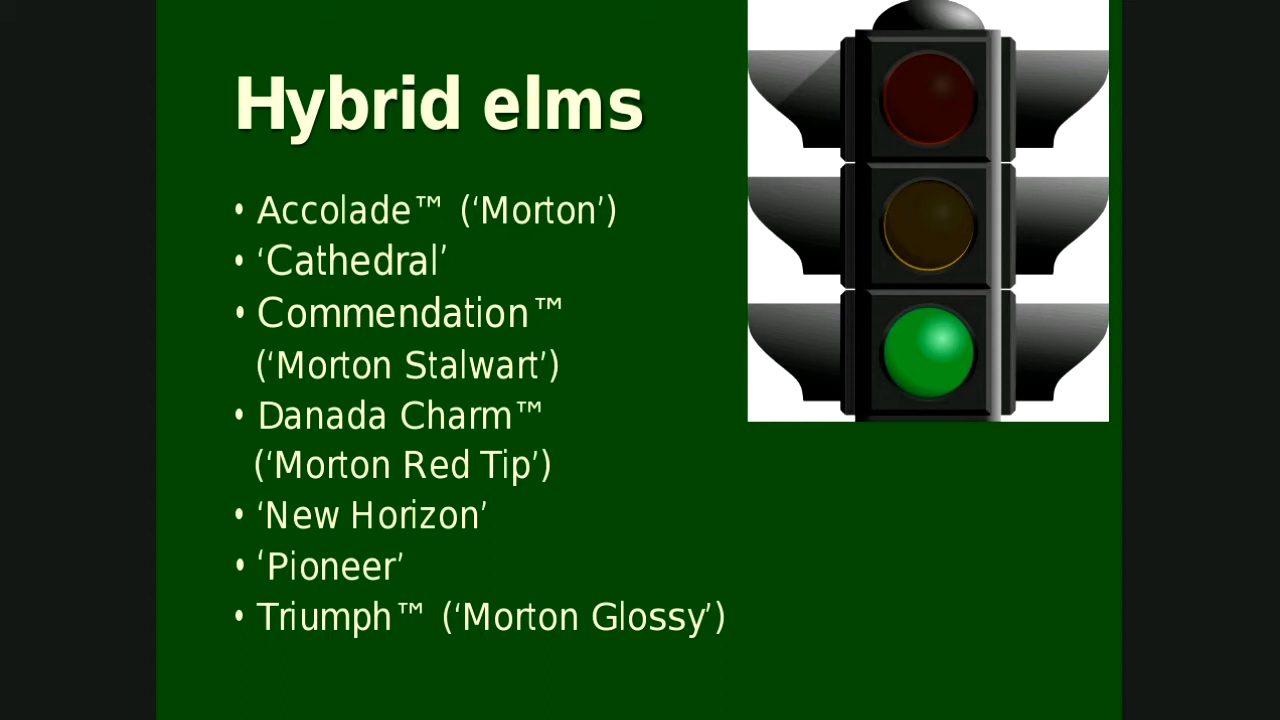 Hybrid elms
• Accolade™ (‘Morton’)
• ‘Cathedral’
• Commendation™
(‘Morton Stalwart’)
• Danada Charm™
(‘Morton Red Tip’)
• ‘New Horizon’
• ‘Pioneer’
• Triumph™ (‘Morton Glossy’)